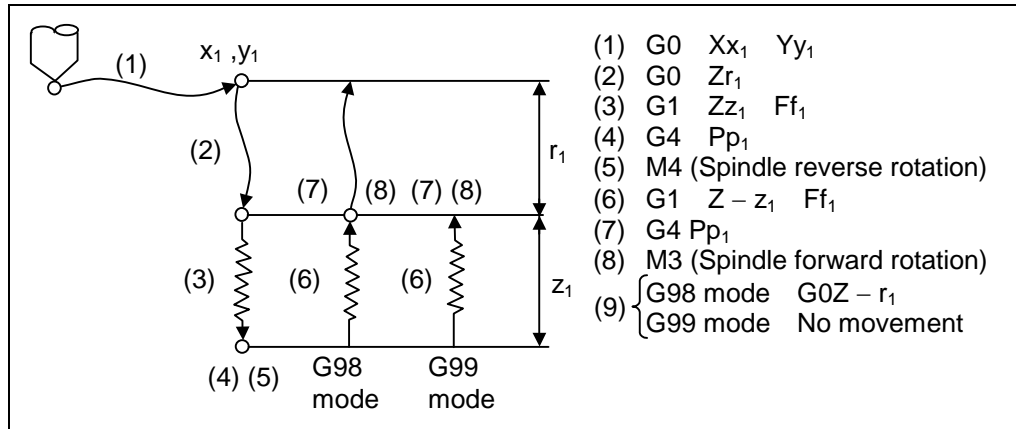 (1)
x₁ ,y₁
(2)
(7)
(8)
(7) (8)
r₁
(3)
(6)
(6)
z₁
(4) (5)
G98
mode
G99
mode
(1) G0 Xx₁ Yy₁
(2) G0 Zr₁
(3) G1 Zz₁ Ff₁
(4) G4 Pp₁
(5) M4 (Spindle reverse rotation)
(6) G1 Z – z₁ Ff₁
(7) G4 Pp₁
(8) M3 (Spindle forward rotation)
(9) G98 mode G0Z – r₁
G99 mode No movement